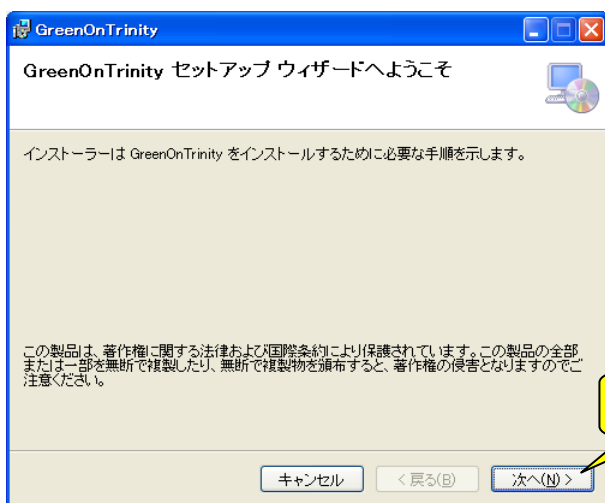 GreenOnTrinity
GreenOnTrinity セットアップ ウィザードへようこそ
インストーラーは GreenOnTrinity をインストールするために必要な手順を示します。
この製品は、著作権に関する法律および国際条約により保護されています。この製品の全部
または一部を無断で複製したり、無断で複製物を頒布すると、著作権の侵害となりますのでご
注意ください。
キャンセル
< 戻る(B)
次へ(N) >